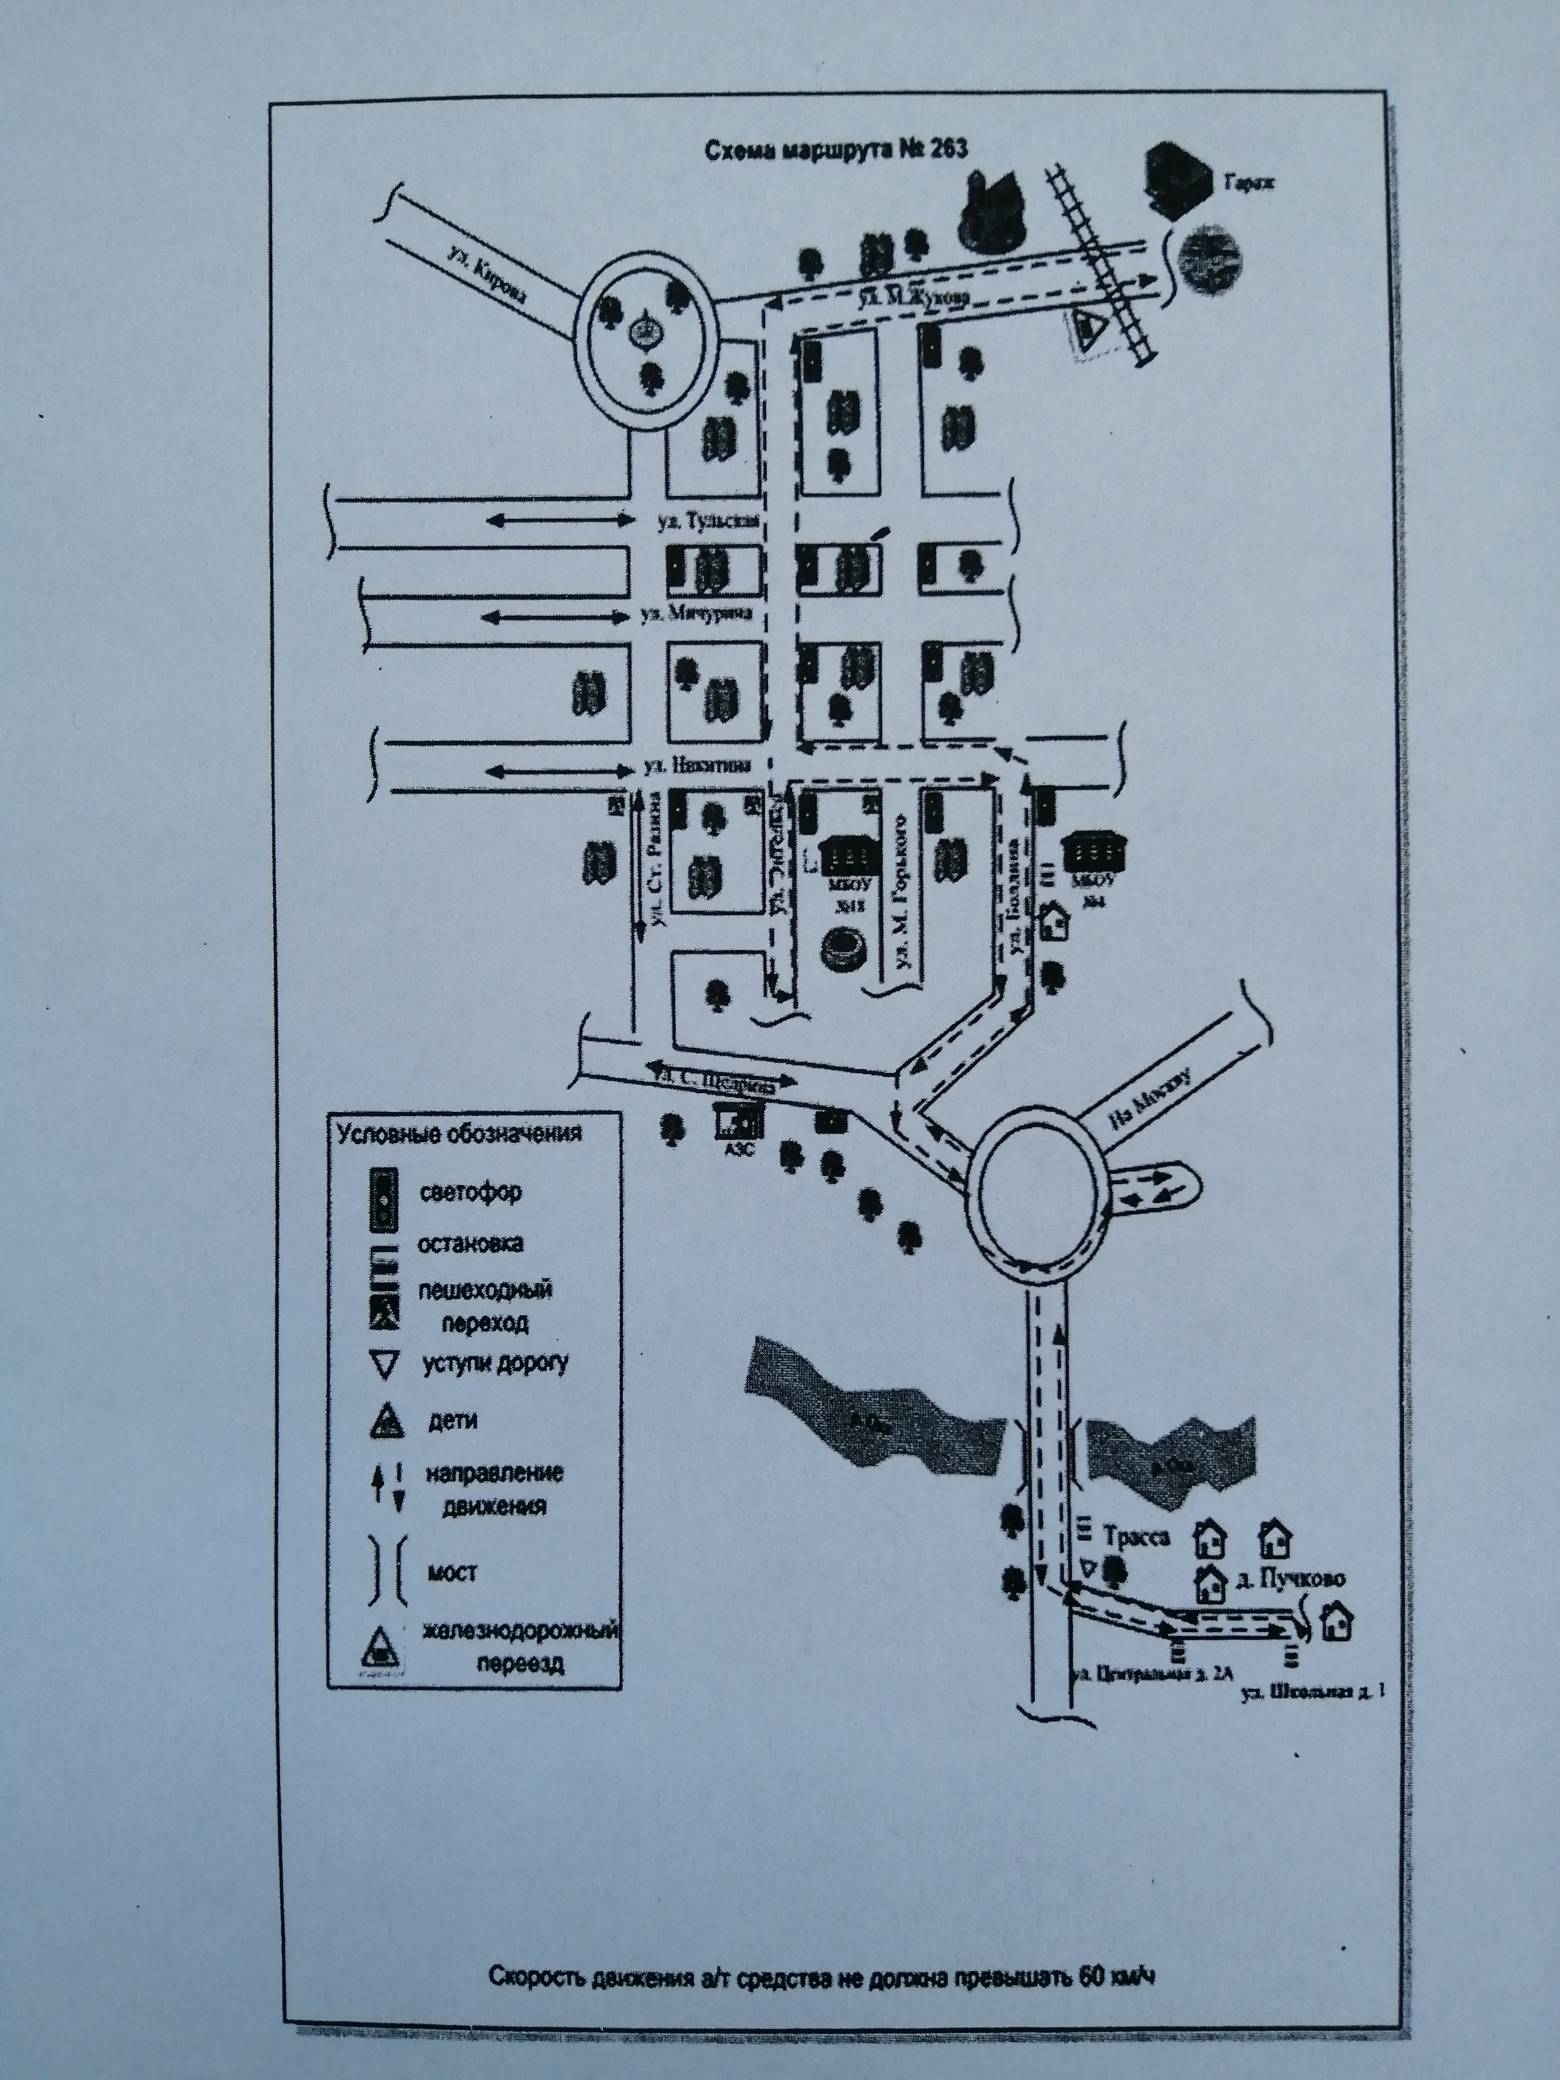 Схема маршрута № 263
Гараж
ул. Кирова
ул. М.Жукова
ул. Тульская
ул. Мичурина
ул. Никитина
ул. Ст. Разина
ул. М. Горького
ул. Болдина
МБОУ
№18
МБОУ
№4
ул. С. Щедрина
АЗС
На Москву
Условные обозначения
светофор
остановка
пешеходный
переход
уступи дорогу
дети
направление
движения
мост
железнодорожный
переезд
р. Ока
р. Ока
Трасса
д. Пучково
ул. Центральная д. 2А
ул. Школьная д. 1
Скорость движения а/т средства не должна превышать 60 км/ч